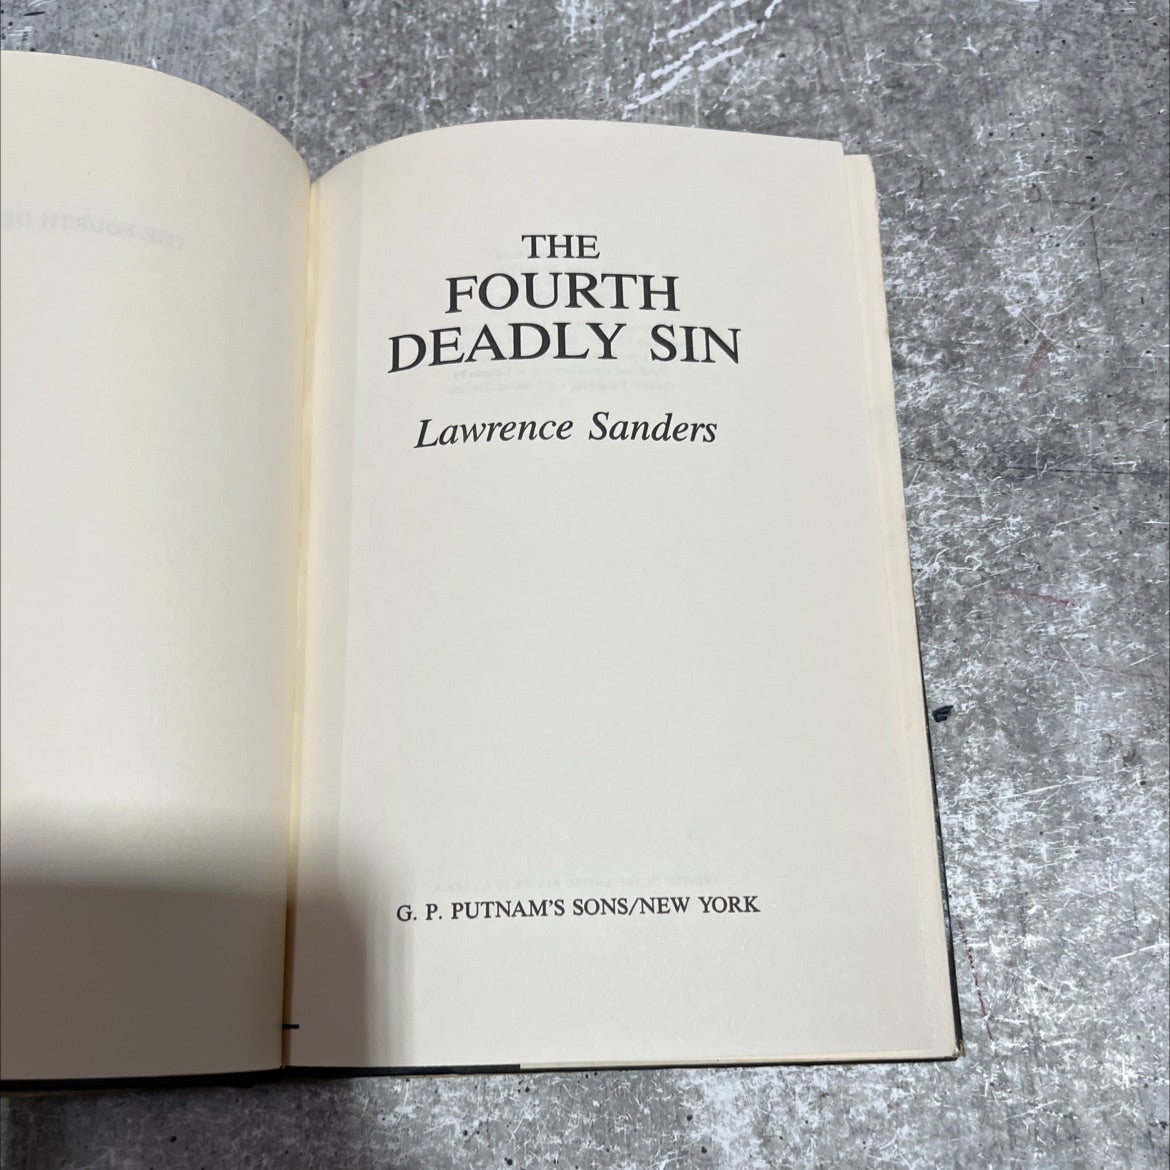 THE
FOURTH
DEADLY SIN
Lawrence Sanders
G. P. PUTNAM'S SONS/NEW YORK